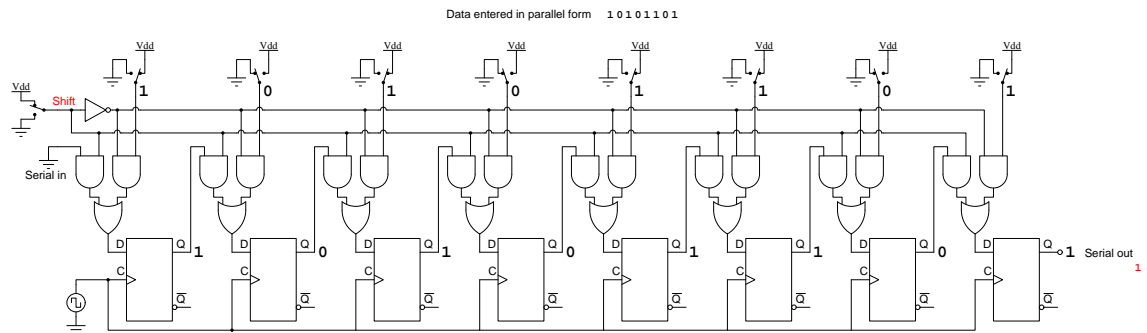 Data entered in parallel form 1 0 1 0 1 1 0 1
Vdd Vdd Vdd Vdd Vdd Vdd Vdd Vdd
Vdd
1 0 1 0 1 1 0 1
Shift
Serial in
D Q D Q D Q D Q D Q D Q D Q D Q
1 0 1 0 1 1 0 1 Serial out
1
C C C C C C C C
Q Q Q Q Q Q Q Q